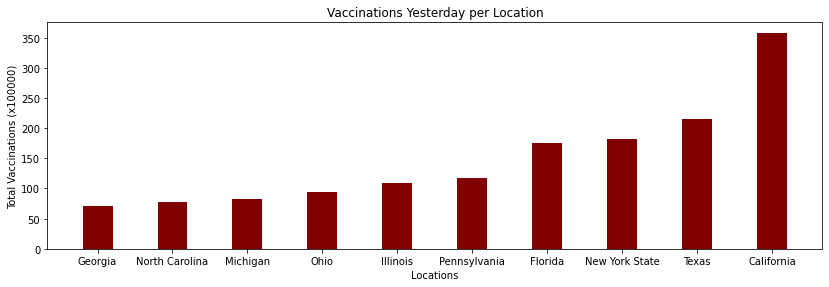 Vaccinations Yesterday per Location
Total Vaccinations (x100000)
350
300
250
200
150
100
50
0
Georgia North Carolina Michigan Ohio Illinois Pennsylvania Florida New York State Texas California
Locations